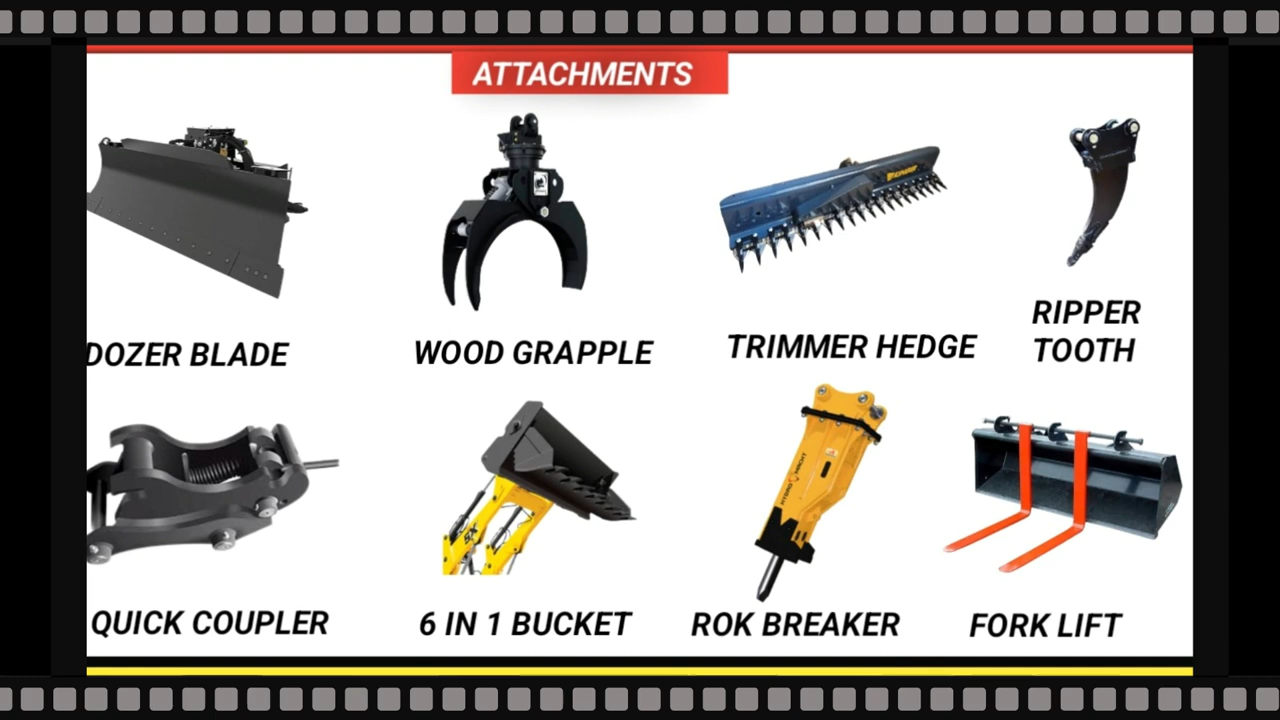 ATTACHMENTS
DOZER BLADE
WOOD GRAPPLE
TRIMMER HEDGE
RIPPER
TOOTH
QUICK COUPLER
6 IN 1 BUCKET
ROK BREAKER
FORK LIFT